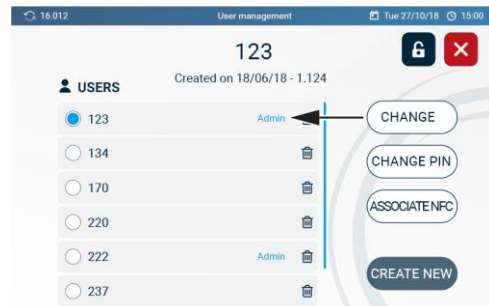 16.012 User management Tue 27/10/18 15:00
123
Created on 18/06/18 - 1.124
USERS
123 Admin
134
170
220
222 Admin
237
CHANGE
CHANGE PIN
ASSOCIATE NFC
CREATE NEW